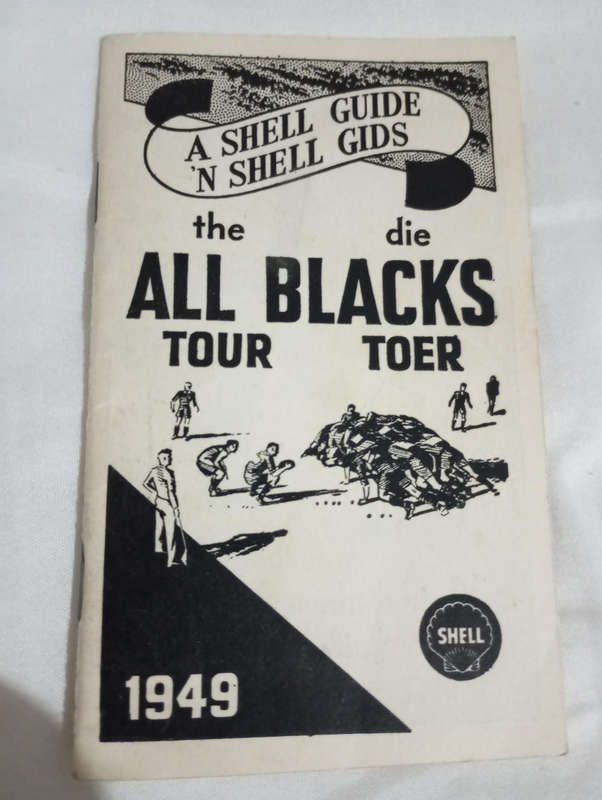 A SHELL GUIDE
'N SHELL GIDS
the die
ALL BLACKS
TOUR TOER
SHELL
1949